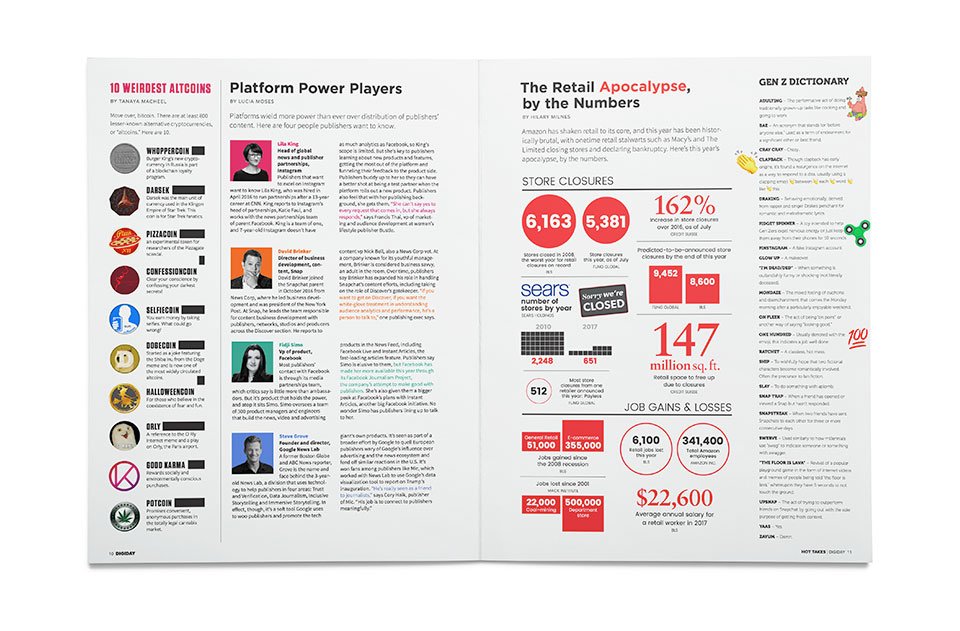 10 WEIRDEST ALTCOINS
BY TANAYA MACHEEL
Move over, bitcoin. There are at least 800
lesser-known alternative cryptocurrencies,
or "altcoins." Here are 10.
WHOPPERCOIN
Burger King's new crypto-
currency in Russia is part
of a blockchain loyalty
program.
DARSEK
Darsek was the main unit of
currency used in the Klingon
Empire of Star Trek. This
coin is for Star Trek fanatics.
PIZZACOIN
an experimental token for
researchers of the Pizzagate
scandal.
CONFESSIONCOIN
Clear your conscience by
confessing your darkest
secrets!
SELFIECOIN
You earn money by taking
selfies. What could go
wrong?
DOGECOIN
Started as a joke featuring
the Shiba Inu, from the Doge
meme and is now one of
the most widely circulated
altcoins.
HALLOWEENCOIN
For those who believe in the
coexistence of fear and fun.
ORLY
A reference to the O Rly
Internet meme and a play
on Orly, the Paris airport.
GOOD KARMA
Rewards socially and
environmentally conscious
purchases.
POTCOIN
Promises convenient,
anonymous purchases in
the totally legal cannabis
market.
10 DIGIDAY
Platform Power Players
BY LUCIA MOSES
Platforms wield more power than ever over distribution of publishers'
content. Here are four people publishers want to know.
Lila King
Head of global
news and publisher
partnerships,
Instagram
Publishers that want
to excel on Instagram
want to know Lila King, who was hired in
April 2016 to run partnerships after a 13-year
career at CNN. King reports to Instagram's
head of partnerships, Katie Faul, and
works with the news partnerships team
of parent Facebook. King is a team of one,
and 7-year-old Instagram doesn't have
as much analytics as Facebook, so King's
scope is limited. But she's key to publishers
learning about new products and features,
getting the most out of the platform and
funneling their feedback to the product side.
Publishers buddy up to her so they can have
a better shot at being a test partner when the
platform rolls out a new product. Publishers
also feel that with her publishing back-
ground, she gets them. "She can't say yes to
every request that comes in, but she always
responds," says Francis Thai, vp of market-
ing and audience development at women's
lifestyle publisher Bustle.
David Brinker
Director of business
development, con-
tent, Snap
David Brinker joined
the Snapchat parent
in October 2016 from
News Corp, where he led business devel-
opment and was president of the New York
Post. At Snap, he leads the team responsible
for content business development with
publishers, networks, studios and producers
across the Discover section. He reports to
content vp Nick Bell, also a News Corp vet. At
a company known for its youthful manage-
ment, Brinker is considered business savvy,
an adult in the room. Over time, publishers
say Brinker has assumed a role in handling
Snapchat's content efforts, including taking
on the role of Discover's gatekeeper. "If you
want to get on Discover, if you want the
white-glove treatment in understanding
audience analytics and performance, he's a
person to talk to," one publishing exec says.
Fidji Simo
Vp of product,
Facebook
Most publishers'
contact with Facebook
is through its media
partnerships team,
which critics say is little more than ambassa-
dors. But it's product that holds the power,
and atop it sits Simo. Simo oversees a team
of 300 product managers and engineers
that build the news, video and advertising
products in the News Feed, including
Facebook Live and Instant Articles, the
fast-loading article feature. Publishers say
Simo is elusive to them, but Facebook has
made her more available this year through
its Facebook Journalism Project,
the company's attempt to make good with
publishers. She's also given them a bigger
peek at Facebook's plans with Instant
Articles, another big Facebook initiative. No
wonder Simo has publishers lining up to talk
to her.
Steve Grove
Founder and director,
Google News Lab
A former Boston Globe
and ABC News reporter,
Grove is the name and
face behind the 3-year-
old News Lab, a division that uses technol-
ogy to help publishers in four areas: Trust
and Verification, Data Journalism, Inclusive
Storytelling and Immersive Storytelling. In
effect, though, it's a soft tool Google uses
to woo publishers and promote the tech
giant's own products. It's seen as part of a
broader effort by Google to quell European
publishers wary of Google's influence over
advertising and the news ecosystem and
fend off similar reactions in the U.S. It's
won fans among publishers like Mic, which
worked with News Lab to use Google's data
visualization tool to report on Trump's
inauguration. "He's really seen as a friend
to journalists," says Cory Haik, publisher
of Mic. "His job is to connect to publishers
meaningfully."
The Retail Apocalypse,
by the Numbers
BY HILARY MILNES
Amazon has shaken retail to its core, and this year has been histor-
ically brutal, with onetime retail stalwarts such as Macy's and The
Limited closing stores and declaring bankruptcy. Here's this year's
apocalypse, by the numbers.
STORE CLOSURES
6,163
Stores closed in 2008,
the worst year for retail
closures on record
BLS
5,381
Store closures
this year, as of July
FUNG GLOBAL
162%
Increase in store closures
over 2016, as of July
CREDIT SUISSE
sears
number of
stores by year
SEARS HOLDINGS
Sorry we're
CLOSED
2010
2017
2,248
651
Predicted-to-be-announced store
closures by the end of this year
9,452
8,600
FUNG GLOBAL
BLS
512
Most store
closures from one
retailer announced
this year: Payless
FUNG GLOBAL
147
million sq. ft.
Retail space to free up
due to closures
CREDIT SUISSE
JOB GAINS & LOSSES
General Retail
51,000
E-commerce
355,000
Jobs gained since
the 2008 recession
BLS
6,100
Retail jobs lost
this year
BLS
341,400
Total Amazon
employees
AMAZON INC
Jobs lost since 2001
MACK INSTITUTE
22,000
Coal-mining
500,000
Department
store
$22,600
Average annual salary for
a retail worker in 2017
BLS
GEN Z DICTIONARY
ADULTING – The performative act of doing
traditionally grown-up tasks like cooking and
going to work.
BAE – An acronym that stands for "before
anyone else," used as a term of endearment for
a significant other or best friend.
CRAY CRAY – Crazy.
CLAPBACK – Though clapback has early
origins, it's found a resurgence on the internet
as a way to respond to a diss, usually using
clapping emojis between each word
like this
DRAKING – Behaving emotionally, derived
from rapper and singer Drake's penchant for
romantic and melodramatic lyrics.
FIDGET SPINNER – A toy intended to help
Gen Zers expel nervous energy or just keep
them away from their phones for 30 seconds
FINSTAGRAM – A fake Instagram account.
GLOW UP – A makeover
"I'M DEAD/DED" – When something is
outlandishly funny or shocking that literally
deceased.
MONDAZE – The mixed feeling of ruching
and disenchantment that comes the Monday
morning after a particularly enjoyable weekend.
ON FLEEK – The act of being "on point" or
another way of saying "looking good."
100
ONE HUNDRED – Usually denoted with the
emoji, this indicates a job well done
RATCHET – A classless, hot mess.
SHIP – To wishfully hope that two fictional
characters become romantically involved.
Often the presence to fan fiction.
SLAY – To do something with aplomb
SNAP TRAP – When a friend has opened or
viewed a Snap but hasn't responded.
SNAPSTREAK – When two friends have sent
Snapchats to each other for three or more
consecutive days
SWERVE – Used similarly to how millennials
use "swag," to indicate someone or something
with swagger.
"THE FLOOR IS LAVA" – Revival of a popular
playground game in the form of internet videos
and memes of people being told "the floor is
lava," whereupon they have 5 seconds to not
touch the ground.
UPSNAP – The act of trying to outperform
friends on Snapchat by going out with the sole
purpose of gaining from content.
YAAS – Yes.
ZAYUM – Damn.
HOT TAKES | DIGIDAY 11